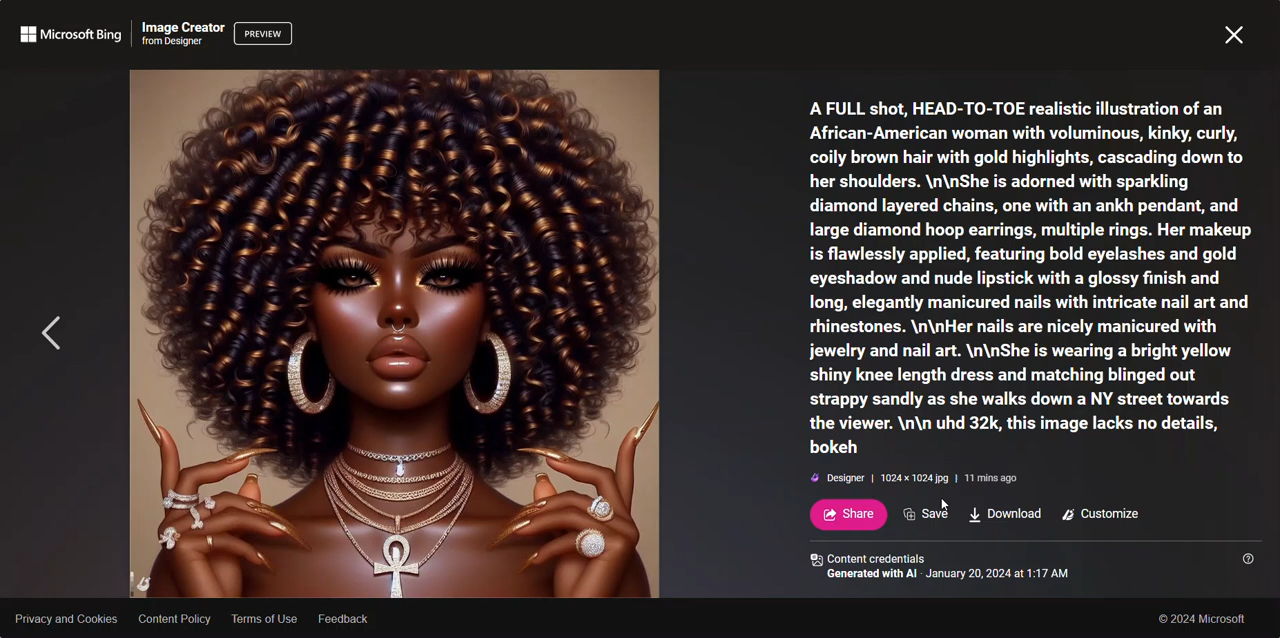 Microsoft Bing
Image Creator
from Designer
PREVIEW
A FULL shot, HEAD-TO-TOE realistic illustration of an
African-American woman with voluminous, kinky, curly,
coily brown hair with gold highlights, cascading down to
her shoulders. \n\nShe is adorned with sparkling
diamond layered chains, one with an ankh pendant, and
large diamond hoop earrings, multiple rings. Her makeup
is flawlessly applied, featuring bold eyelashes and gold
eyeshadow and nude lipstick with a glossy finish and
long, elegantly manicured nails with intricate nail art and
rhinestones. \n\nHer nails are nicely manicured with
jewelry and nail art. \n\nShe is wearing a bright yellow
shiny knee length dress and matching blinged out
strappy sandly as she walks down a NY street towards
the viewer. \n\n uhd 32k, this image lacks no details,
bokeh
Designer | 1024 × 1024 jpg | 11 mins ago
Share Save Download Customize
Content credentials
Generated with AI · January 20, 2024 at 1:17 AM
Privacy and Cookies Content Policy Terms of Use Feedback © 2024 Microsoft